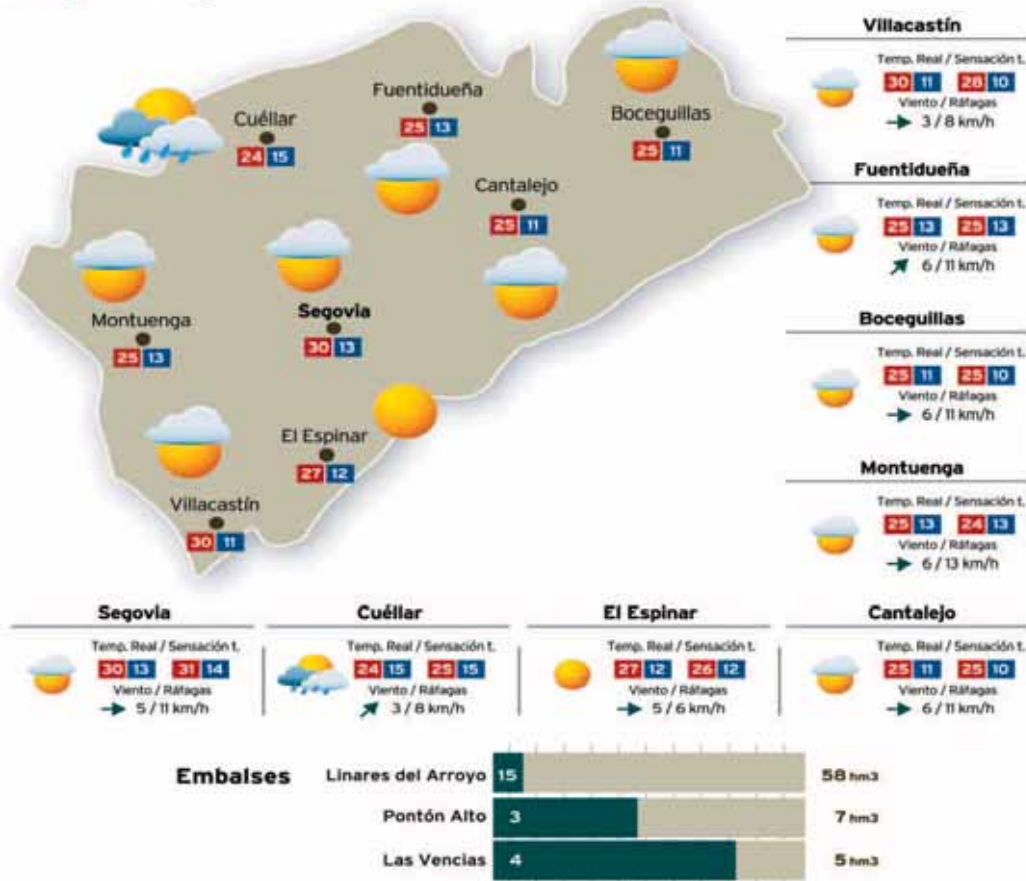 Cuéllar
24 15
Fuentidueña
25 13
Boceguillas
25 11
Cantalejo
25 11
Montuenga
25 13
Segovia
30 13
El Espinar
27 12
Villacastín
30 11
Villacastín
Temp. Real / Sensación t.
30 11 28 10
Viento / Ráfagas
3 / 8 km/h
Fuentidueña
Temp. Real / Sensación t.
25 13 25 13
Viento / Ráfagas
6 / 11 km/h
Boceguillas
Temp. Real / Sensación t.
25 11 25 10
Viento / Ráfagas
6 / 11 km/h
Montuenga
Temp. Real / Sensación t.
25 13 24 13
Viento / Ráfagas
6 / 13 km/h
Segovia
Temp. Real / Sensación t.
30 13 31 14
Viento / Ráfagas
5 / 11 km/h
Cuéllar
Temp. Real / Sensación t.
24 15 25 15
Viento / Ráfagas
3 / 8 km/h
El Espinar
Temp. Real / Sensación t.
27 12 26 12
Viento / Ráfagas
5 / 6 km/h
Cantalejo
Temp. Real / Sensación t.
25 11 25 10
Viento / Ráfagas
6 / 11 km/h
Embalses
Linares del Arroyo 15 58 hm3
Pontón Alto 3 7 hm3
Las Vencias 4 5 hm3